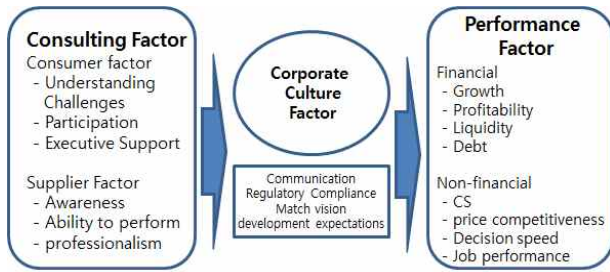 Consulting Factor
Consumer factor
- Understanding
Challenges
- Participation
- Executive Support
Supplier Factor
- Awareness
- Ability to perform
- professionalism
Corporate
Culture
Factor
Communication
Regulatory Compliance
Match vision
development expectations
Performance
Factor
Financial
- Growth
- Profitability
- Liquidity
- Debt
Non-financial
- CS
- price competitiveness
- Decision speed
- Job performance